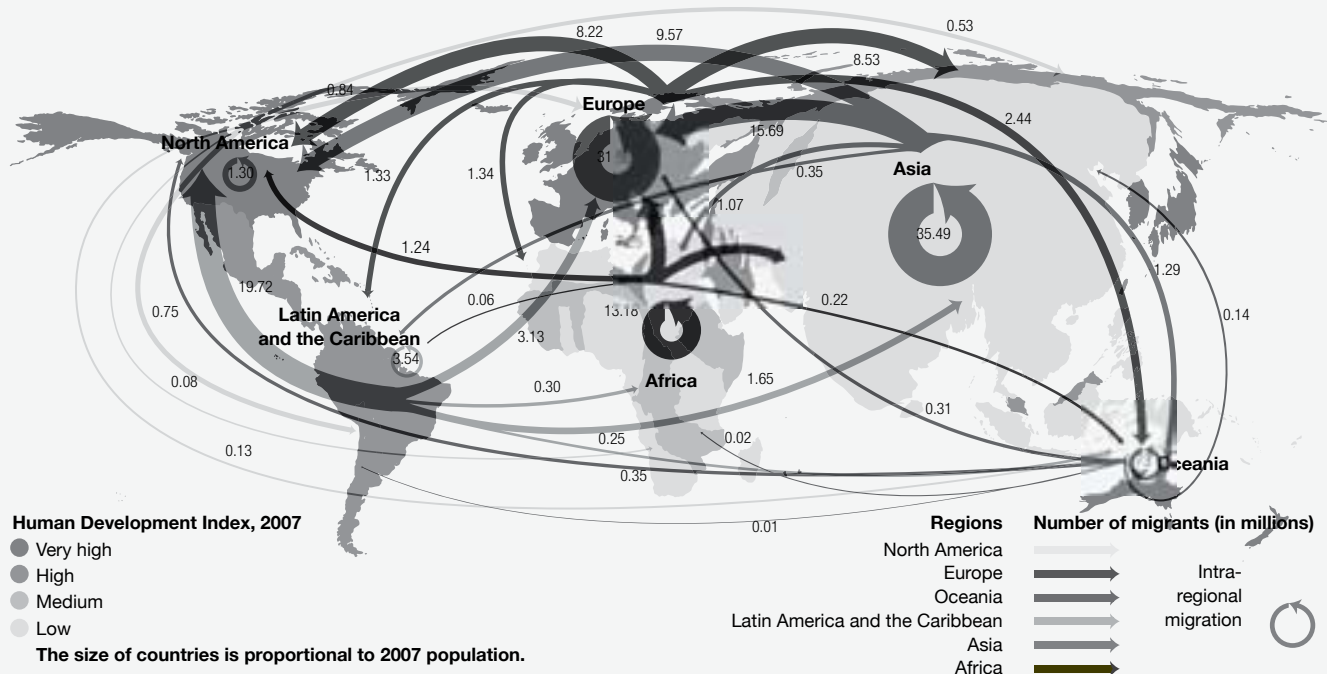 0.53
8.22
9.57
8.53
0.84
Europe
2.44
North America
15.69
31
Asia
1.30
1.33
1.34
0.35
1.07
35.49
1.24
1.29
19.72
0.06
0.22
0.75
Latin America
and the Caribbean
13.18
0.14
3.13
3.54
Africa
1.65
0.08
0.30
0.31
0.25
0.02
0.13
0.35
Oceania
0.01
Human Development Index, 2007
Very high
High
Medium
Low
The size of countries is proportional to 2007 population.
Regions
Number of migrants (in millions)
North America
Europe
Oceania
Latin America and the Caribbean
Asia
Africa
Intra-
regional
migration